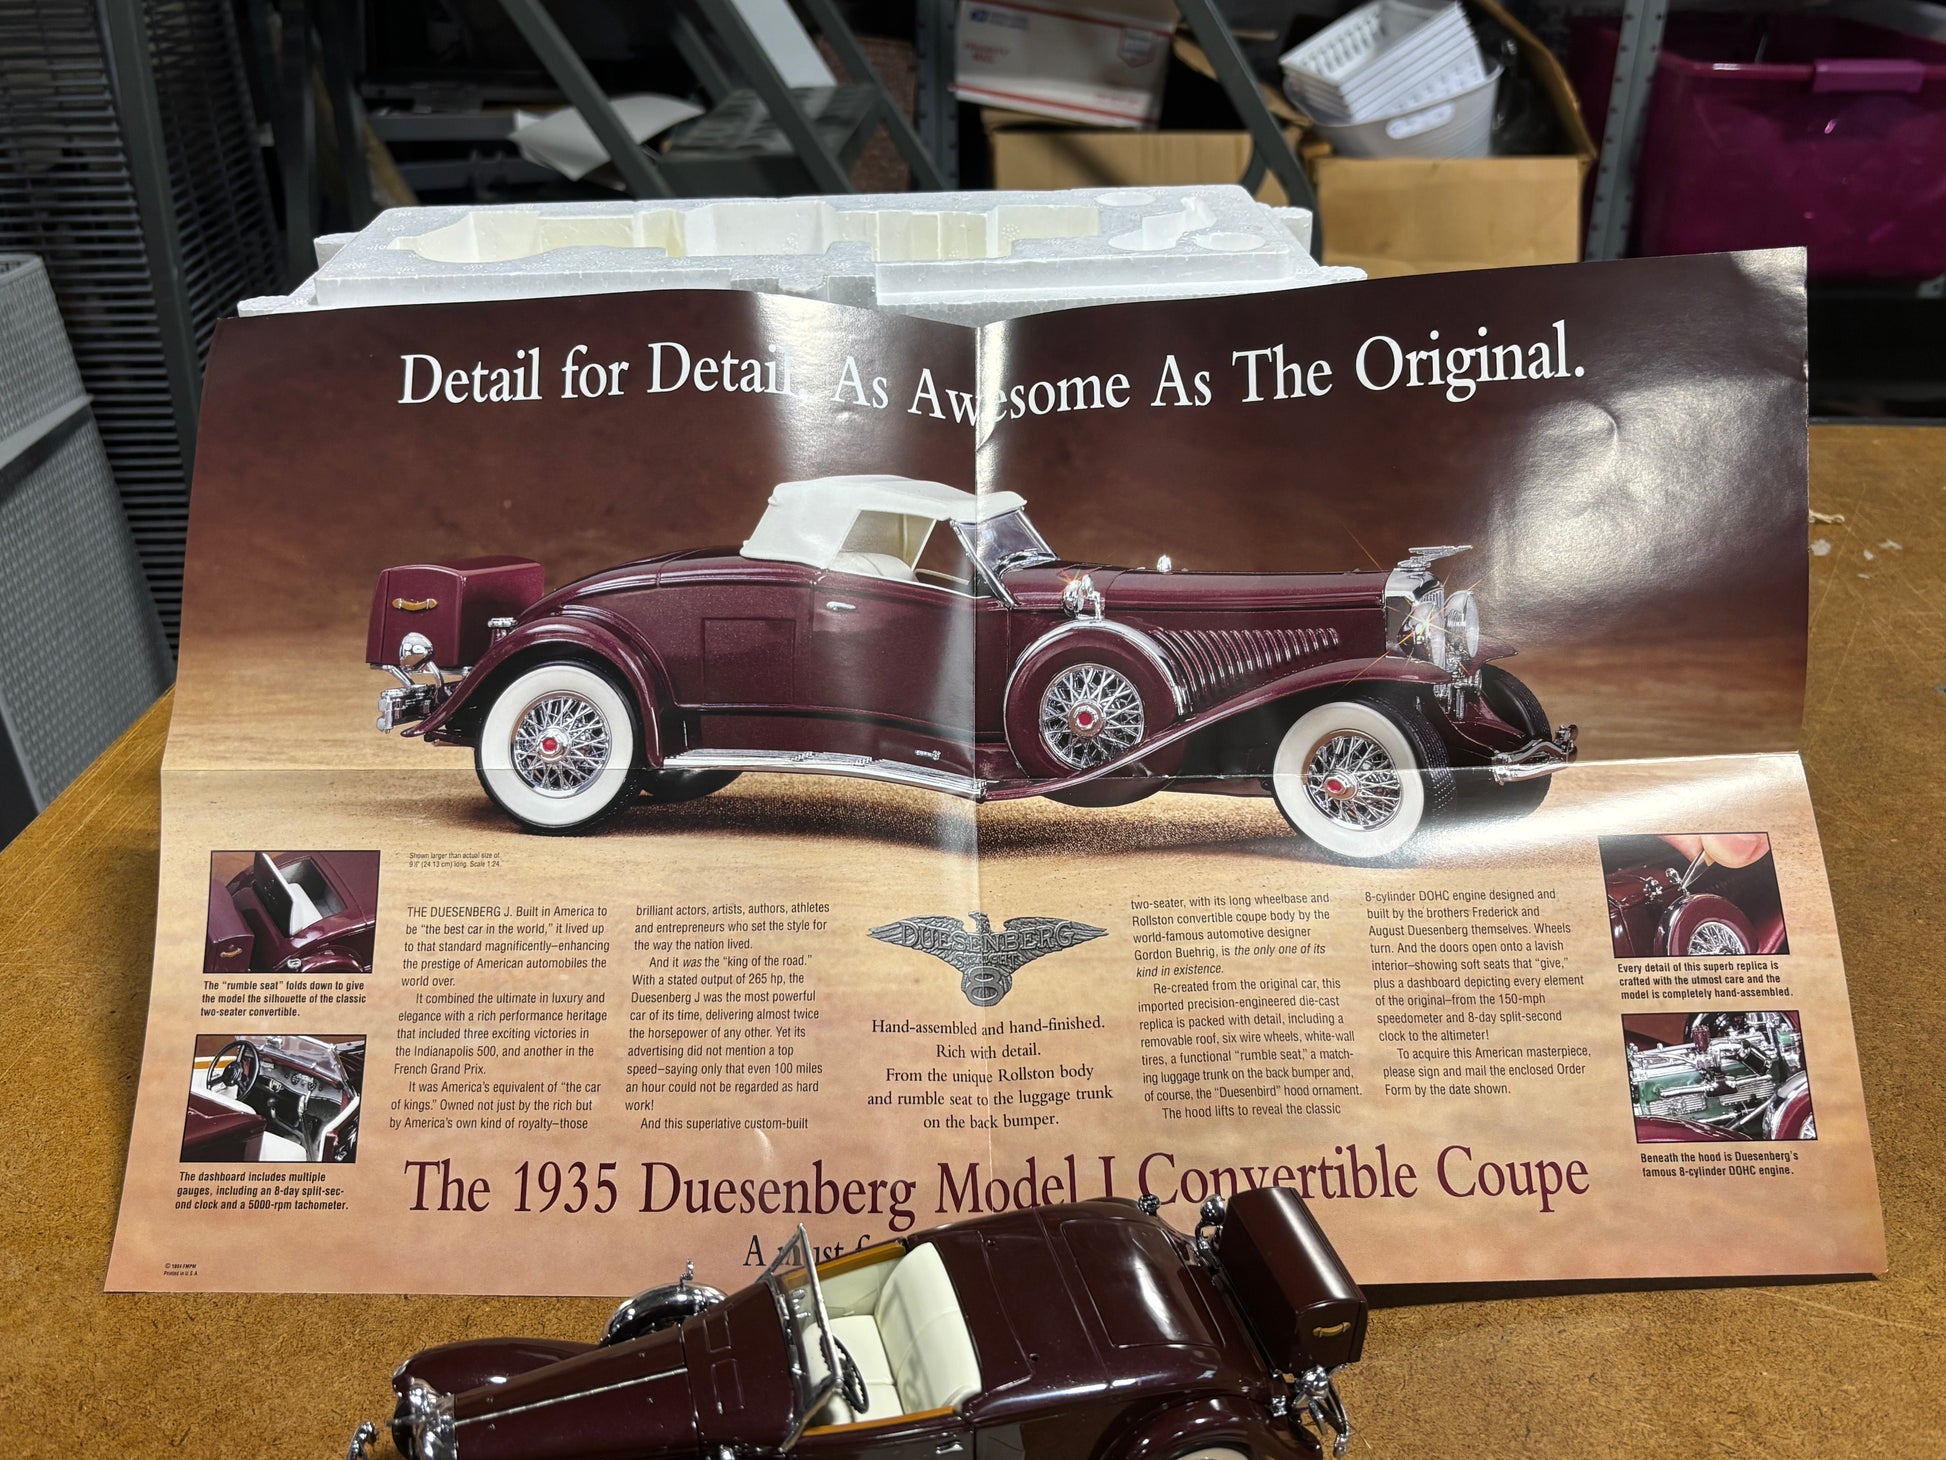 Detail for Detail, As Awesome As The Original.
Shown larger than actual size of
9½" (24.13 cm) long. Scale 1:24.
The "rumble seat" folds down to give
the model the silhouette of the classic
two-seater convertible.
The dashboard includes multiple
gauges, including an 8-day split-sec-
ond clock and a 5000-rpm tachometer.
THE DUESENBERG J. Built in America to
be "the best car in the world," it lived up
to that standard magnificently–enhancing
the prestige of American automobiles the
world over.
It combined the ultimate in luxury and
elegance with a rich performance heritage
that included three exciting victories in
the Indianapolis 500, and another in the
French Grand Prix.
It was America's equivalent of "the car
of kings." Owned not just by the rich but
by America's own kind of royalty–those
brilliant actors, artists, authors, athletes
and entrepreneurs who set the style for
the way the nation lived.
And it was the "king of the road."
With a stated output of 265 hp, the
Duesenberg J was the most powerful
car of its time, delivering almost twice
the horsepower of any other. Yet its
advertising did not mention a top
speed–saying only that even 100 miles
an hour could not be regarded as hard
work!
And this superlative custom-built
DUESENBERG
STRAIGHT
8
Hand-assembled and hand-finished.
Rich with detail.
From the unique Rollston body
and rumble seat to the luggage trunk
on the back bumper.
two-seater, with its long wheelbase and
Rollston convertible coupe body by the
world-famous automotive designer
Gordon Buehrig, is the only one of its
kind in existence.
Re-created from the original car, this
imported precision-engineered die-cast
replica is packed with detail, including a
removable roof, six wire wheels, white-wall
tires, a functional "rumble seat," a match-
ing luggage trunk on the back bumper and,
of course, the "Duesenbird" hood ornament.
The hood lifts to reveal the classic
8-cylinder DOHC engine designed and
built by the brothers Frederick and
August Duesenberg themselves. Wheels
turn. And the doors open onto a lavish
interior–showing soft seats that "give,"
plus a dashboard depicting every element
of the original–from the 150-mph
speedometer and 8-day split-second
clock to the altimeter!
To acquire this American masterpiece,
please sign and mail the enclosed Order
Form by the date shown.
Every detail of this superb replica is
crafted with the utmost care and the
model is completely hand-assembled.
Beneath the hood is Duesenberg's
famous 8-cylinder DOHC engine.
The 1935 Duesenberg Model J Convertible Coupe
A must f
© 1994 FMPM
Printed in U.S.A.